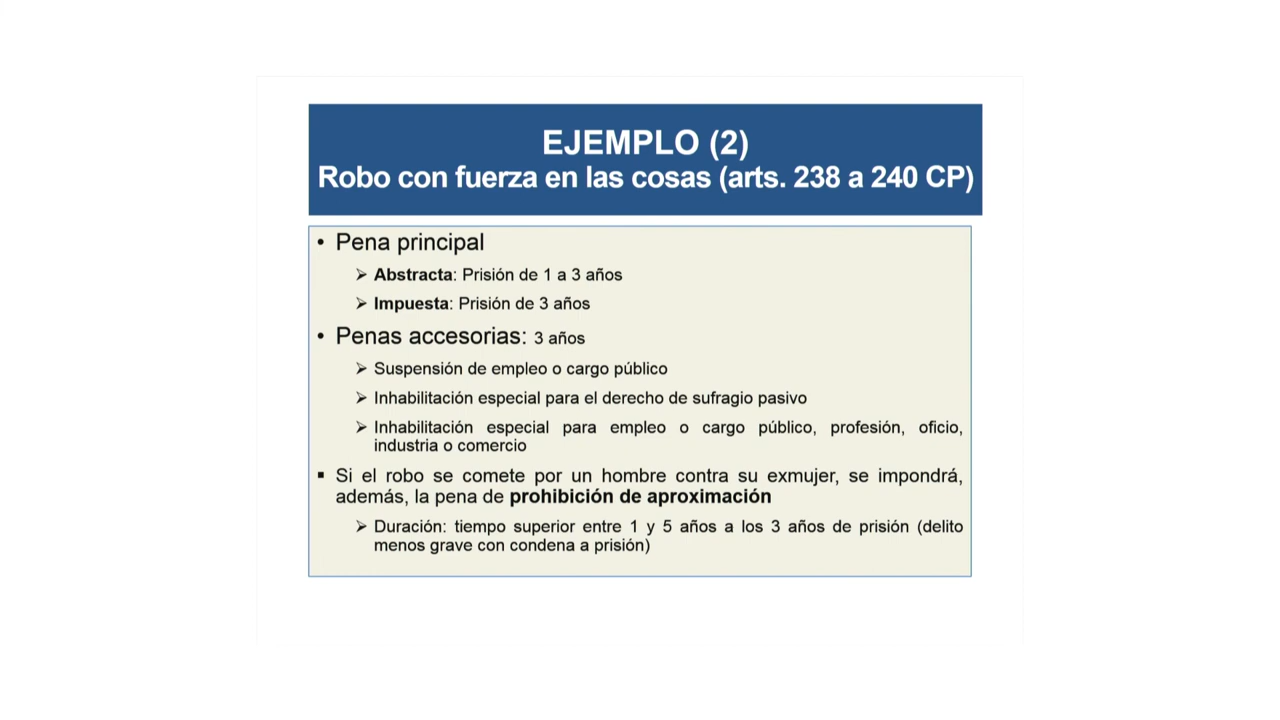 EJEMPLO (2)
Robo con fuerza en las cosas (arts. 238 a 240 CP)
• Pena principal
➢ Abstracta: Prisión de 1 a 3 años
➢ Impuesta: Prisión de 3 años
• Penas accesorias: 3 años
➢ Suspensión de empleo o cargo público
➢ Inhabilitación especial para el derecho de sufragio pasivo
➢ Inhabilitación especial para empleo o cargo público, profesión, oficio,
industria o comercio
▪ Si el robo se comete por un hombre contra su exmujer, se impondrá,
además, la pena de prohibición de aproximación
➢ Duración: tiempo superior entre 1 y 5 años a los 3 años de prisión (delito
menos grave con condena a prisión)